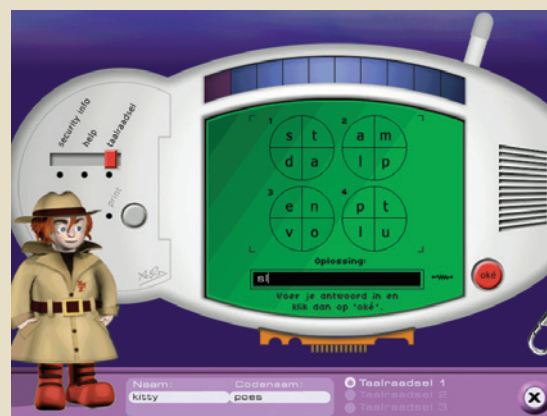 security info
help
taalraadsel
print
1 2
s t a m
d a l p
3 4
e n p t
v o l u
Oplossing:
sl
Voer je antwoord in en
klik dan op 'oké'.
oké
Naam: Codenaam:
kitty poes
Taalraadsel 1
Taalraadsel 2
Taalraadsel 3